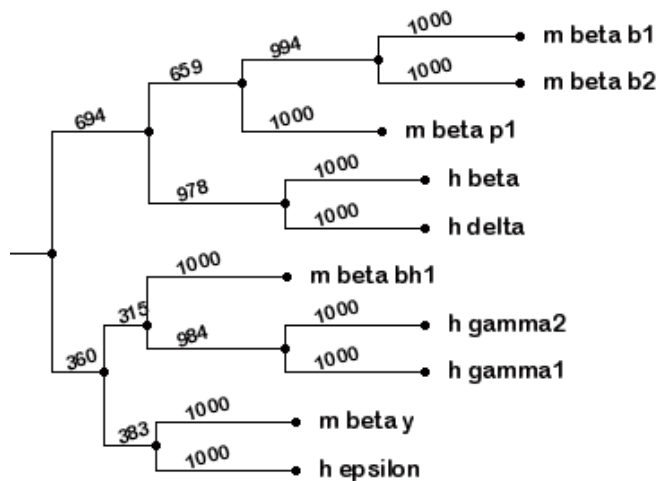 1000
m beta b1
994
659
1000
m beta b2
694
1000
m beta p1
1000
h beta
978
1000
h delta
1000
m beta bh1
315
1000
h gamma2
984
360
1000
h gamma1
1000
m beta y
383
1000
h epsilon